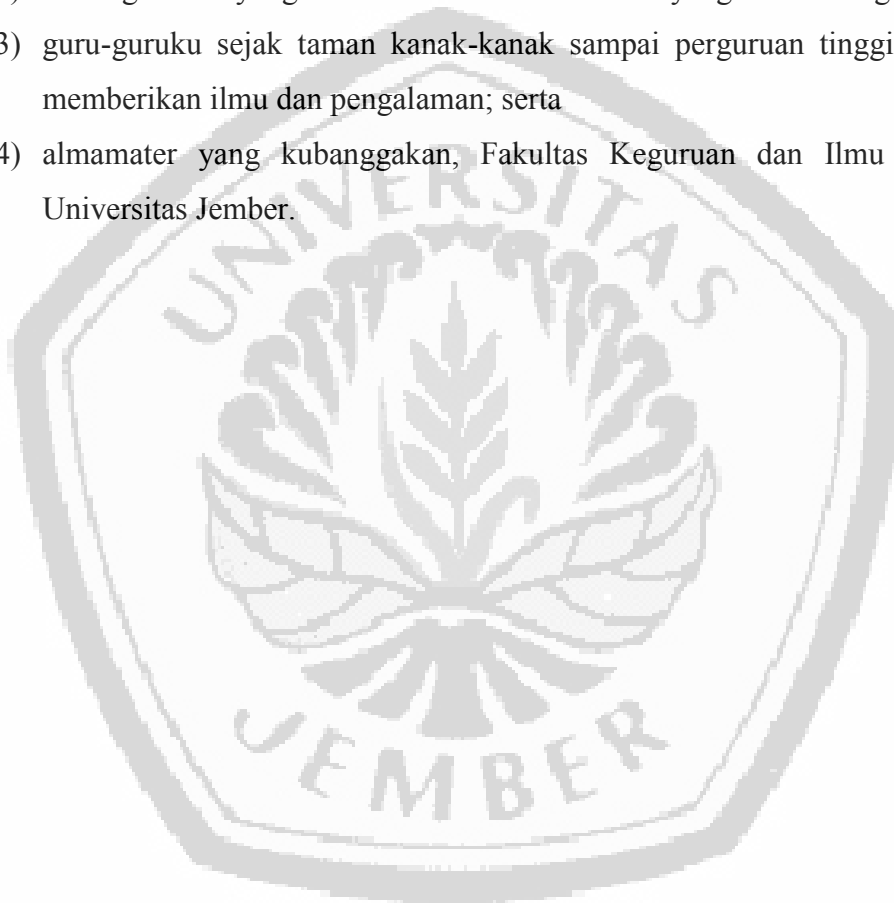 3) guru-guruku sejak taman kanak-kanak sampai perguruan tinggi
memberikan ilmu dan pengalaman; serta
4) almamater yang kubanggakan, Fakultas Keguruan dan Ilmu
Universitas Jember.
UNIVERSITAS
JEMBER